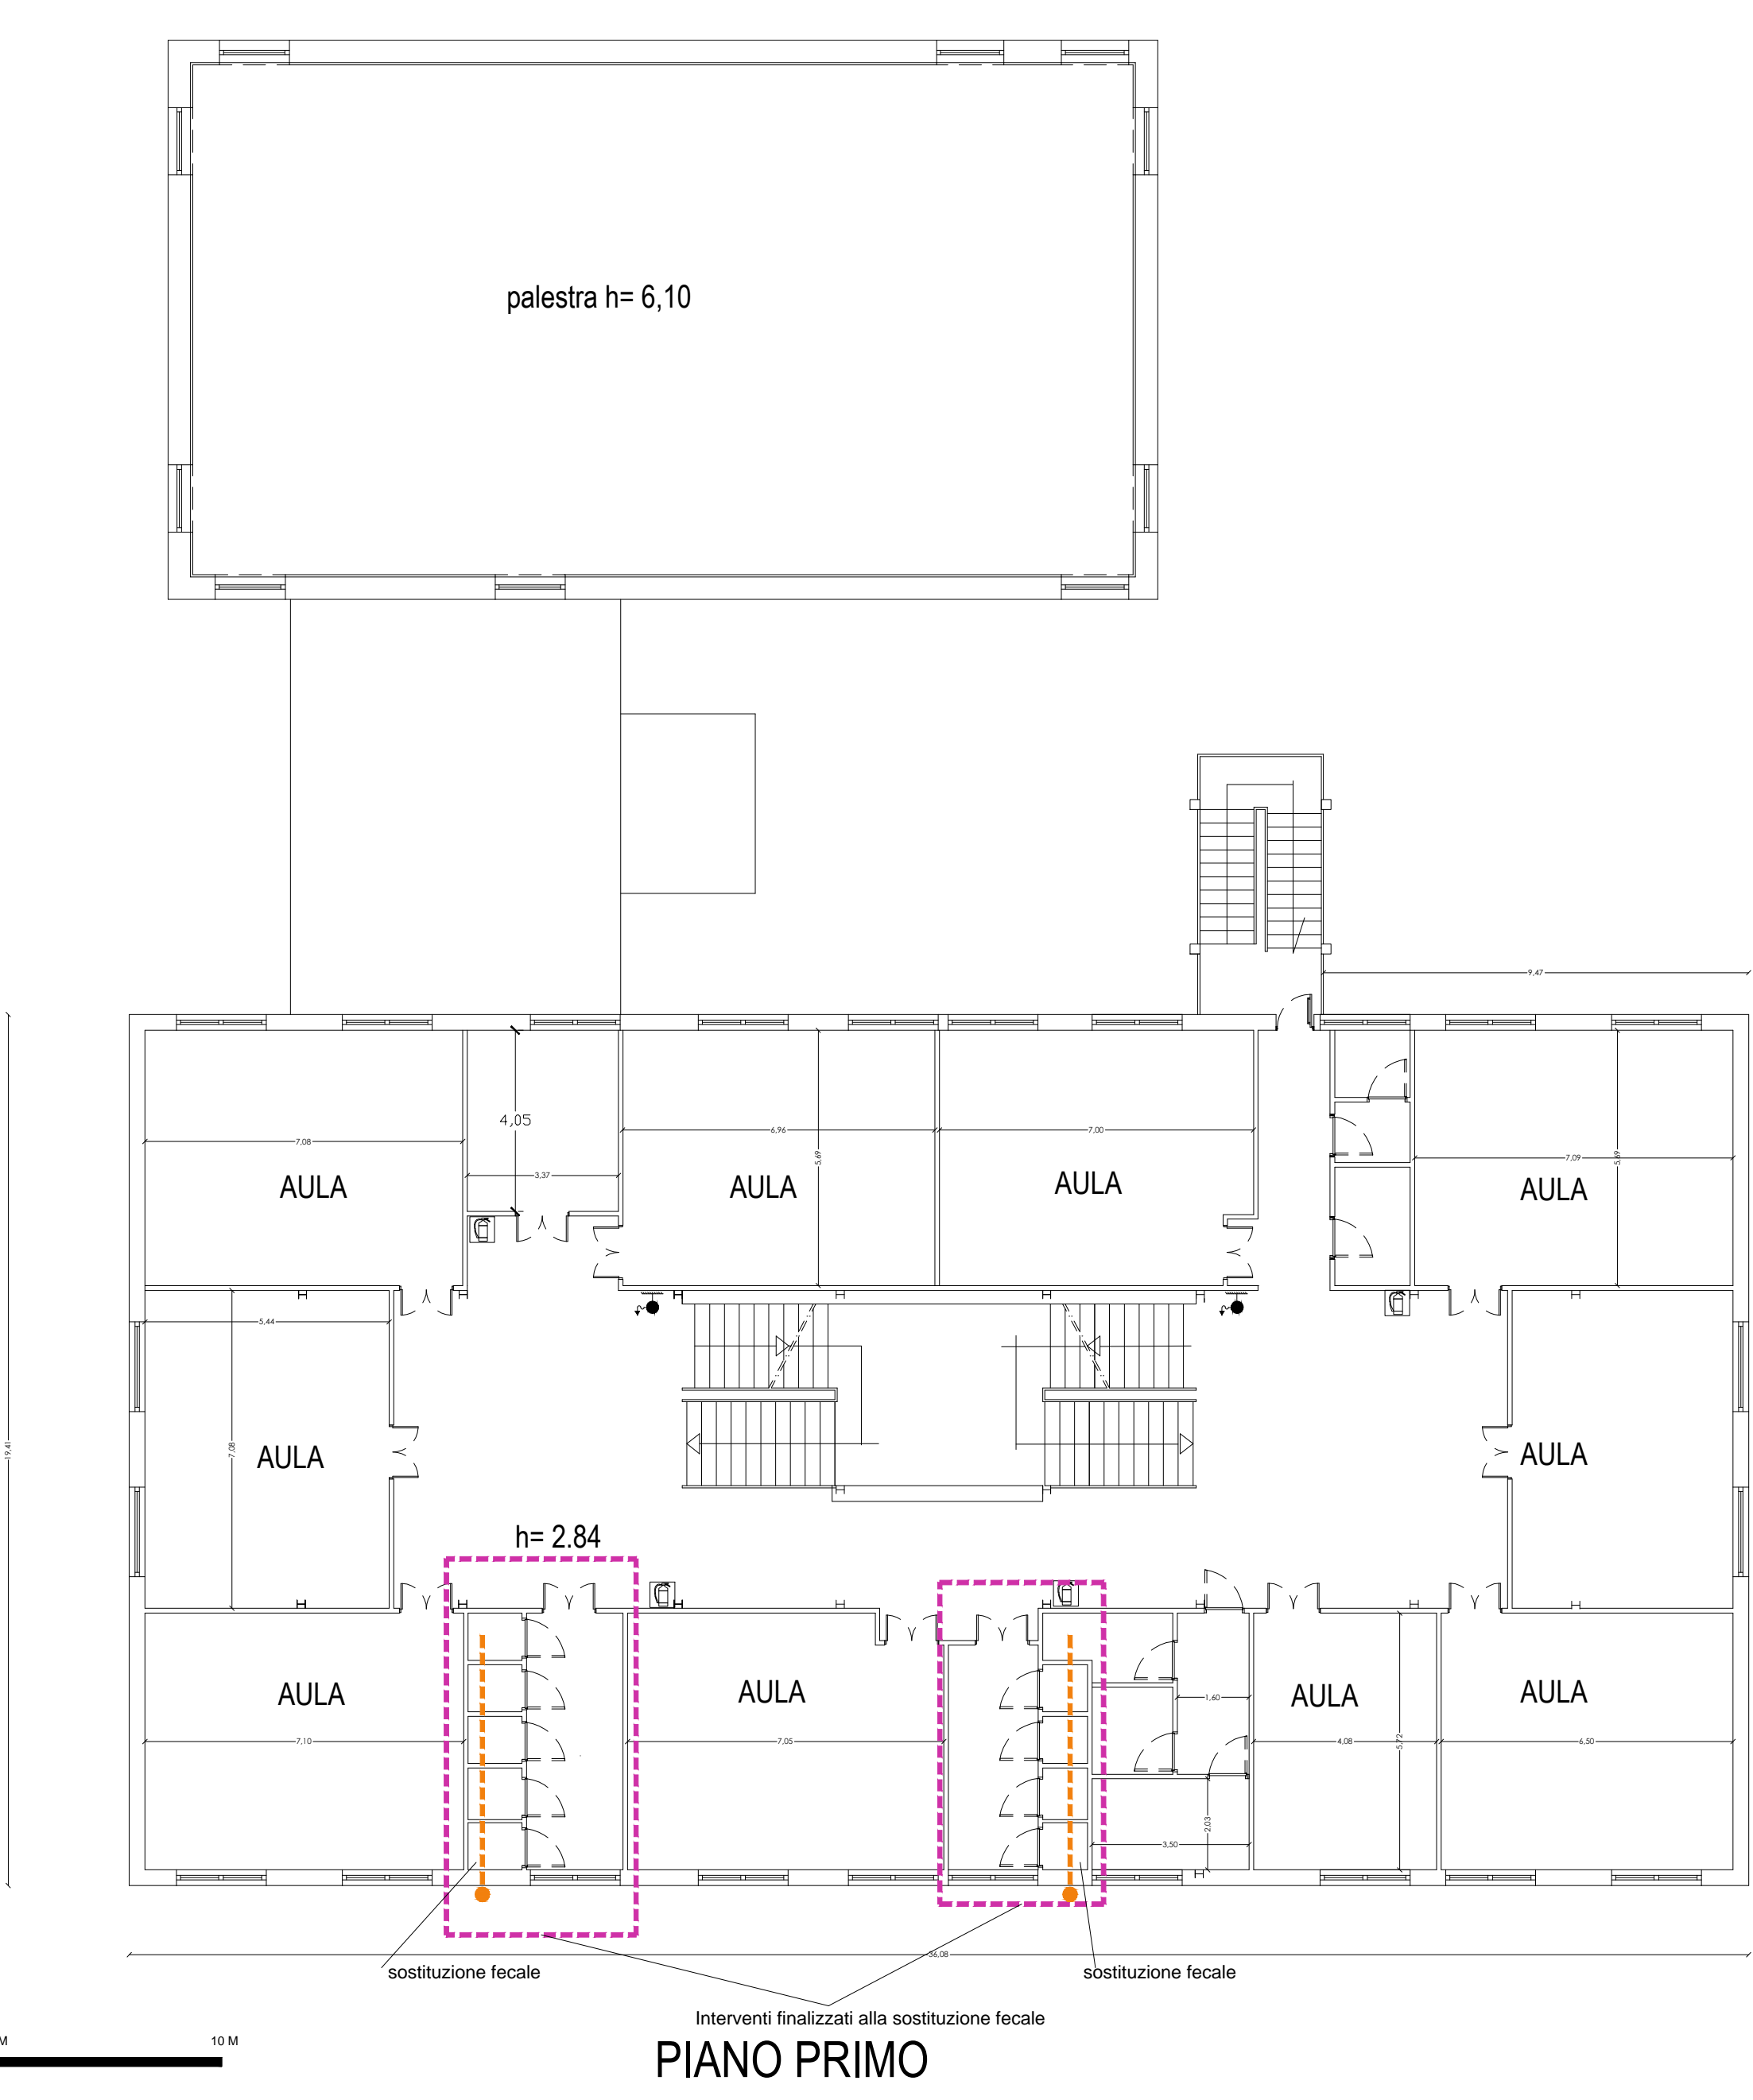 palestra h= 6,10
9,47
4,05
7,08
6,96
7,00
5,69
7,09
5,69
3,37
AULA
AULA
AULA
AULA
5,44
19,41
7,08
AULA
AULA
h= 2.84
AULA
AULA
1,60
AULA
AULA
7,10
7,05
4,08
5,72
6,50
2,03
3,50
36,08
sostituzione fecale
sostituzione fecale
Interventi finalizzati alla sostituzione fecale
M
10 M
PIANO PRIMO